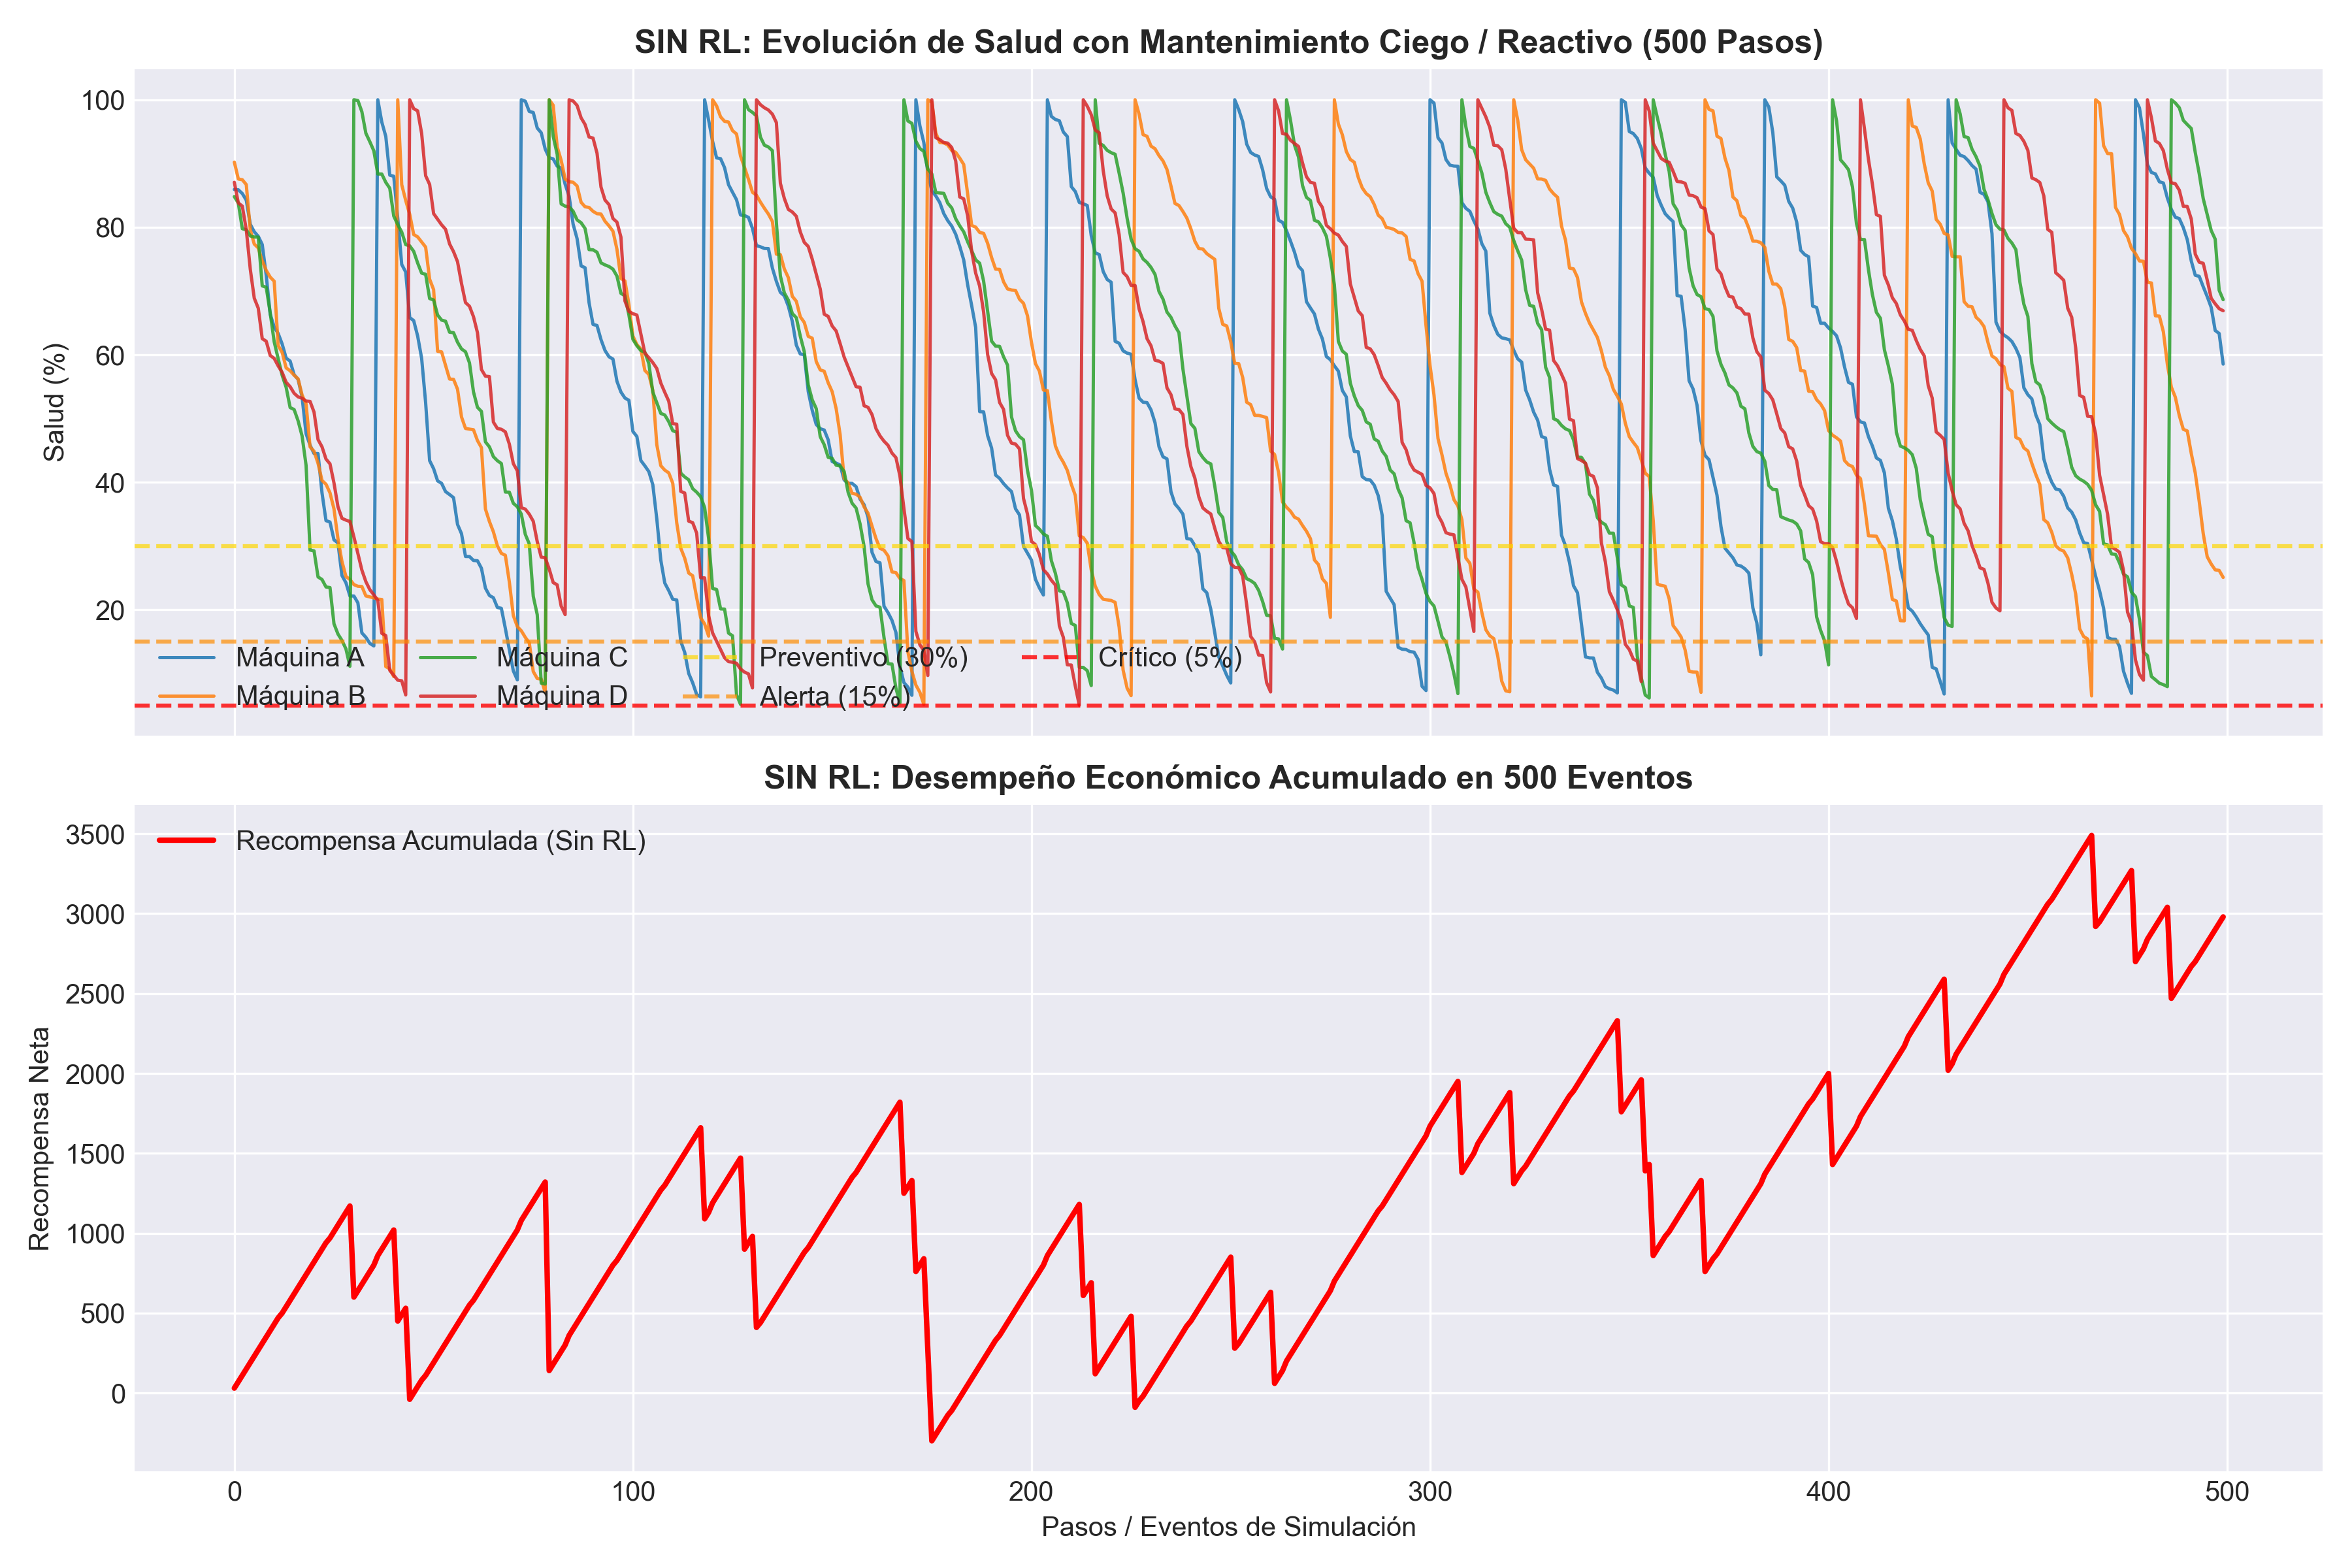 SIN RL: Evolución de Salud con Mantenimiento Ciego / Reactivo (500 Pasos)
100
80
60
40
20
Salud (%)
Máquina A
Máquina B
Máquina C
Máquina D
Preventivo (30%)
Alerta (15%)
Crítico (5%)
SIN RL: Desempeño Económico Acumulado en 500 Eventos
Recompensa Acumulada (Sin RL)
3500
3000
2500
2000
1500
1000
500
0
Recompensa Neta
0
100
200
300
400
500
Pasos / Eventos de Simulación